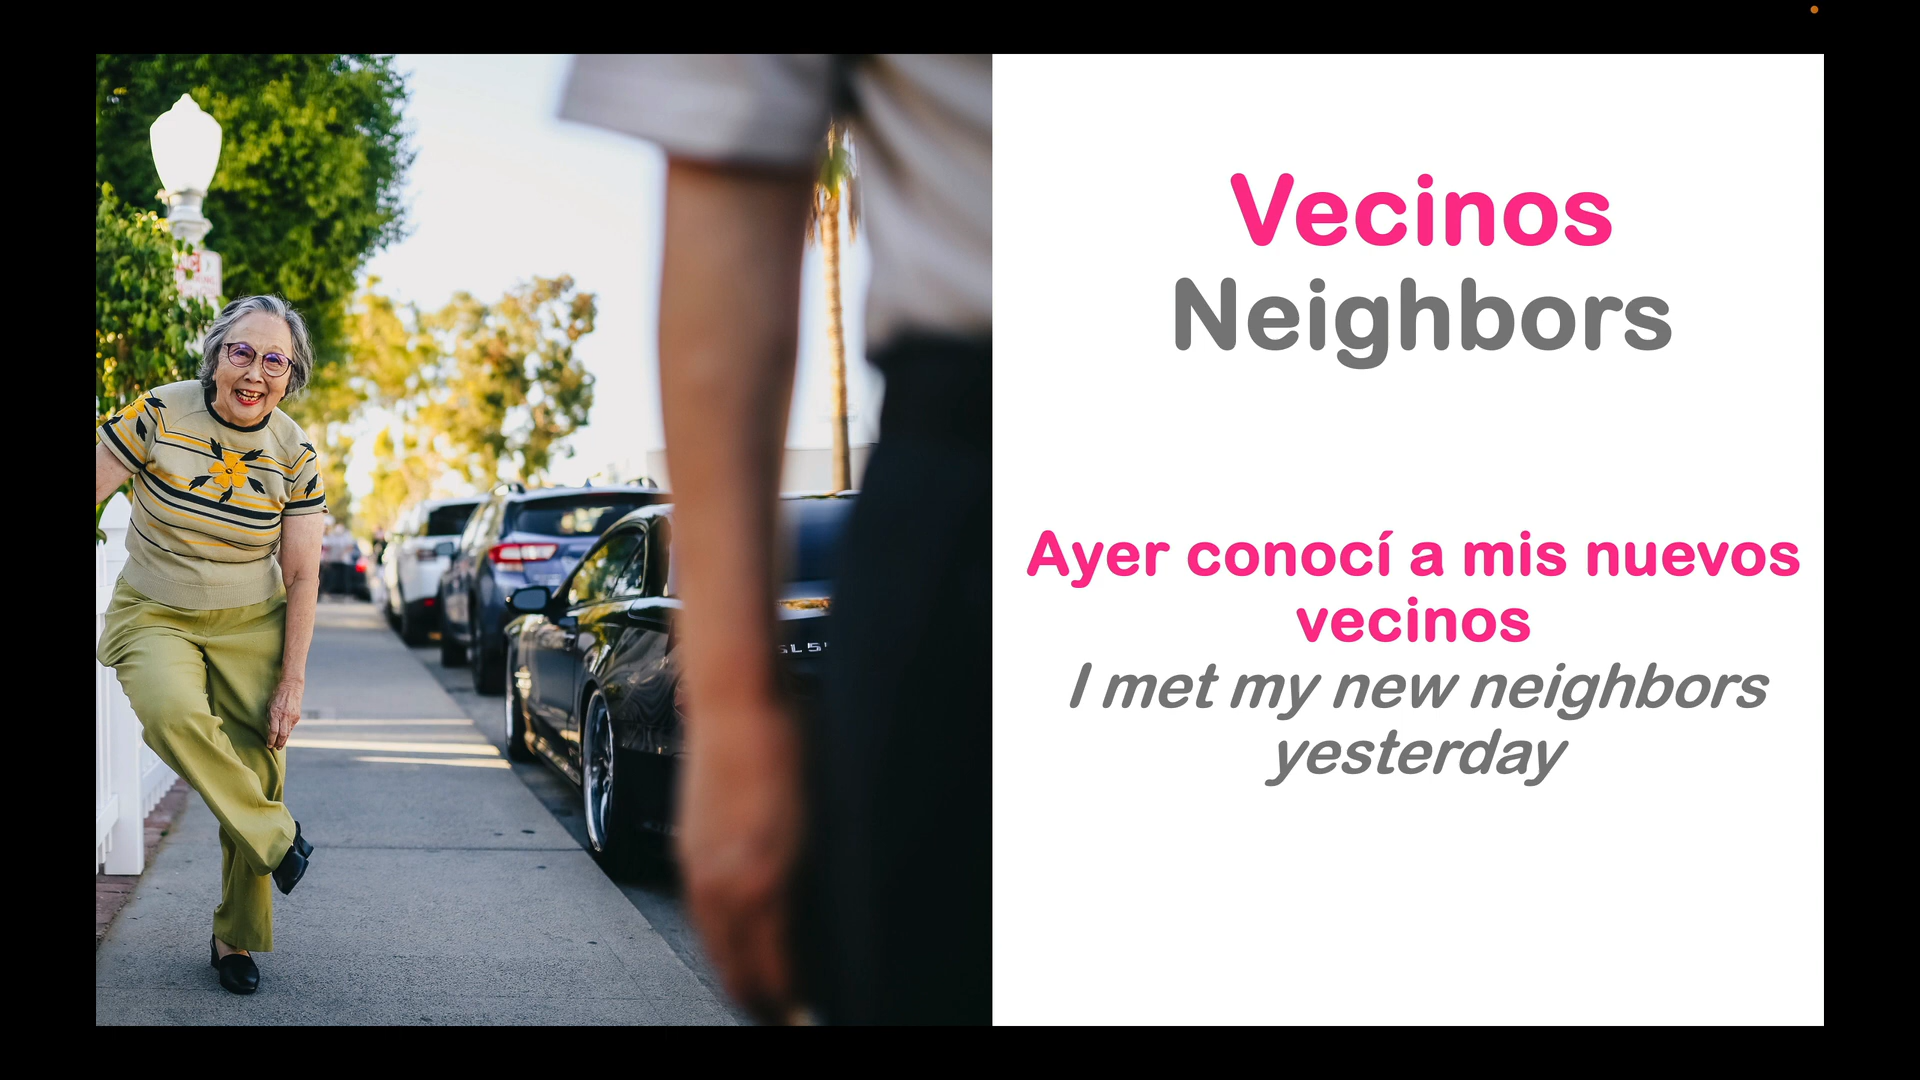 Vecinos
Neighbors
Ayer conocí a mis nuevos
vecinos
I met my new neighbors
yesterday